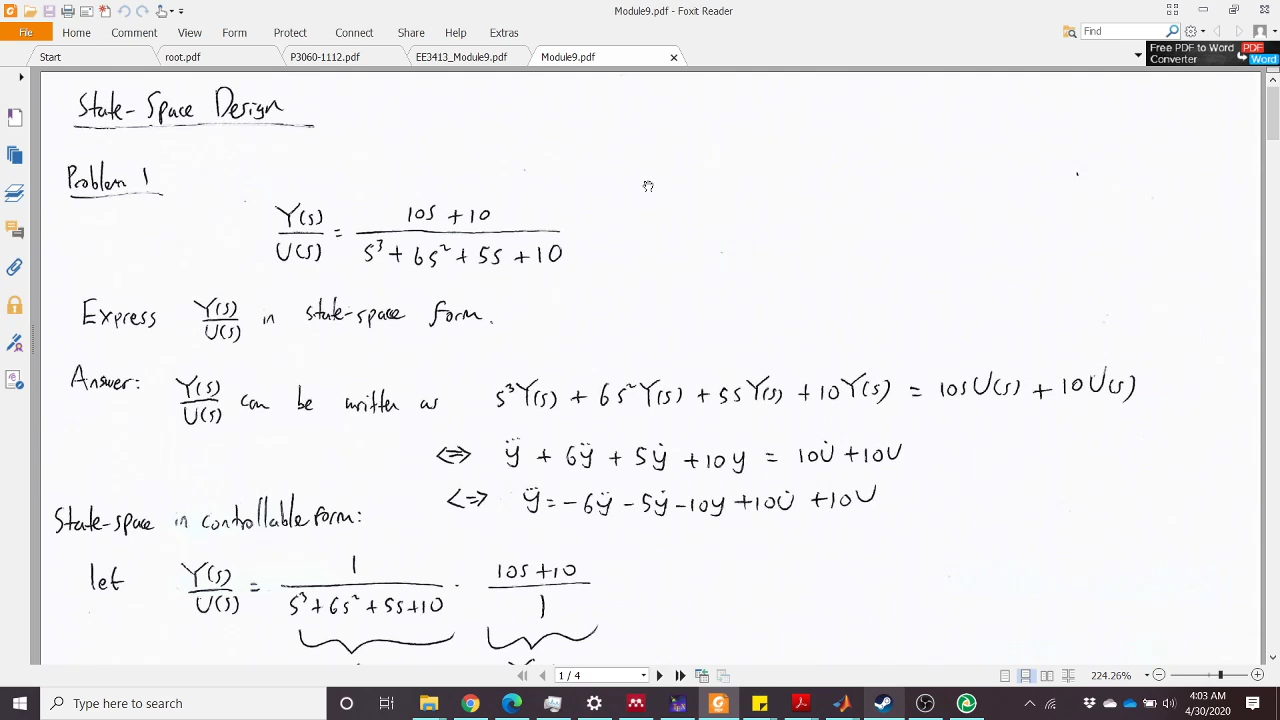 Module9.pdf - Foxit Reader
File Home Comment View Form Protect Connect Share Help Extras Find
Start root.pdf P3060-1112.pdf EE3413_Module9.pdf Module9.pdf
Free PDF to Word Converter PDF Word
State-Space Design
Problem 1
Y(s)/U(s) = (10s + 10)/(s³ + 6s² + 5s + 10)
Express Y(s)/U(s) in state-space form.
Answer: Y(s)/U(s) can be written as s³Y(s) + 6s²Y(s) + 5sY(s) + 10Y(s) = 10sU(s) + 10U(s)
<=> y⃛ + 6ÿ + 5ẏ + 10y = 10U̇ + 10U
<=> y⃛ = -6ÿ - 5ẏ - 10y + 10U̇ + 10U
State-space in controllable form:
let Y(s)/U(s) = 1/(s³ + 6s² + 5s + 10) · (10s + 10)/1
1 / 4
224.26%
Type here to search
4:03 AM
4/30/2020